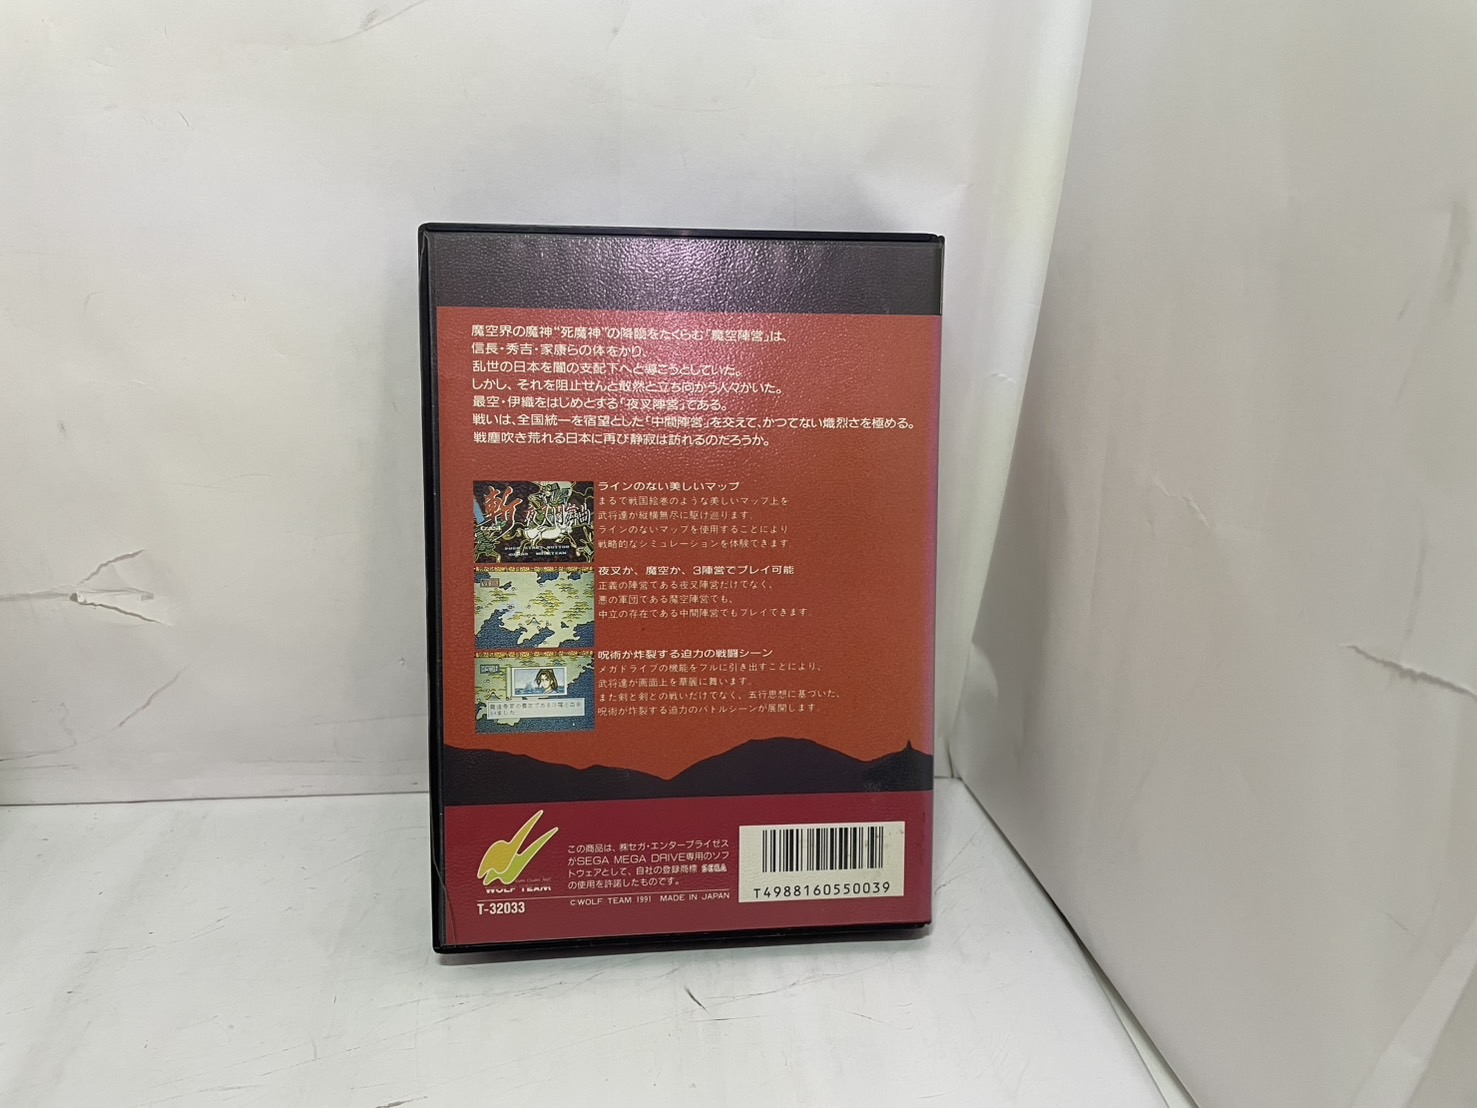 魔空界の魔神“死魔神”の降臨をたくらむ「魔空陣営」は、
信長・秀吉・家康らの体をかり、
乱世の日本を闇の支配下へと導こうとしていた。
しかし、それを阻止せんと敢然と立ち向かう人々がいた。
最空・伊織をはじめとする「夜叉陣営」である。
戦いは、全国統一を宿望とした「中間陣営」を交えて、かつてない熾烈さを極める。
戦塵吹き荒れる日本に再び静寂は訪れるのだろうか。
ラインのない美しいマップ
まるで戦国絵巻のような美しいマップ上を
武将達が縦横無尽に駆け巡ります。
ラインのないマップを使用することにより
戦略的なシミュレーションを体験できます。
斬
夜叉円舞曲
PUSH START BUTTON
夜叉か、魔空か、3陣営でプレイ可能
正義の陣営である夜叉陣営だけでなく、
悪の軍団である魔空陣営でも、
中立の存在である中間陣営でもプレイできます。
呪術が炸裂する迫力の戦闘シーン
メガドライブの機能をフルに引き出すことにより、
武将達が画面上を華麗に舞います。
また剣と剣との戦いだけでなく、五行思想に基づいた、
呪術が炸裂する迫力のバトルシーンが展開します。
WOLF TEAM
T-32033
この商品は、㈱セガ・エンタープライゼス
がSEGA MEGA DRIVE専用のソフ
トウェアとして、自社の登録商標 SEGA
の使用を許諾したものです。
©WOLF TEAM 1991 MADE IN JAPAN
T4988160550039